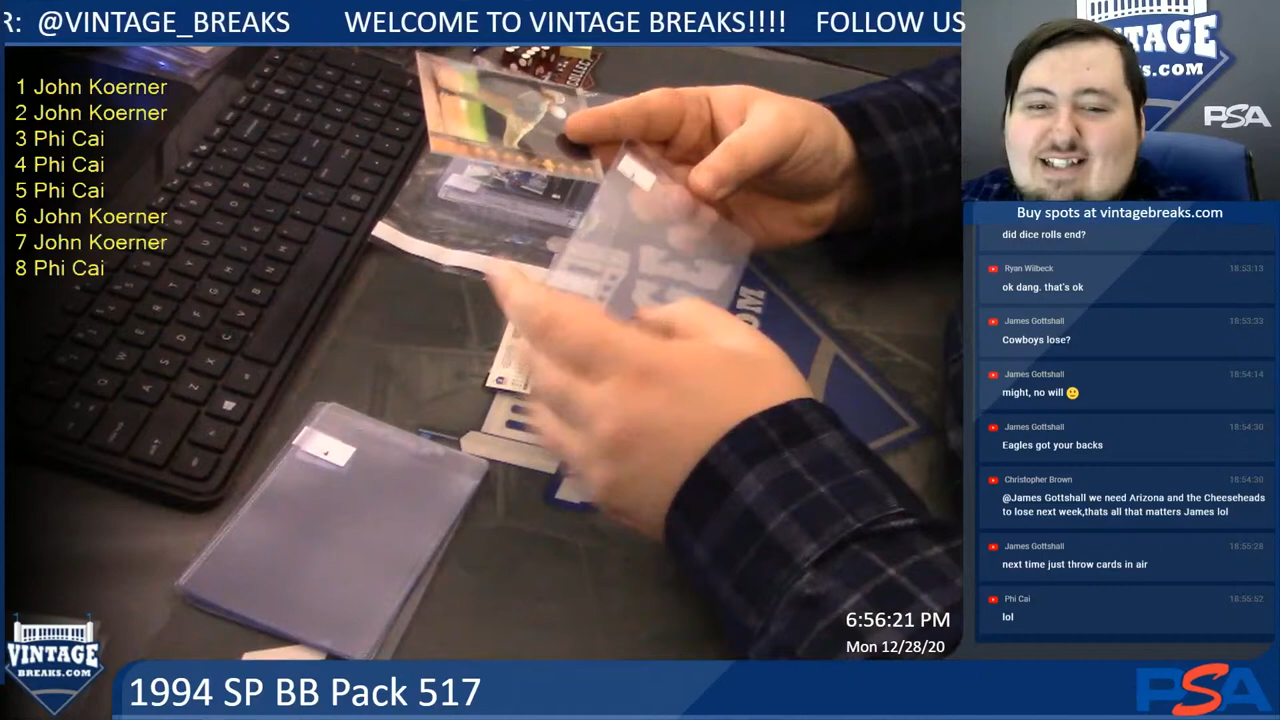 R: @VINTAGE_BREAKS WELCOME TO VINTAGE BREAKS!!!! FOLLOW US
1 John Koerner
2 John Koerner
3 Phi Cai
4 Phi Cai
5 Phi Cai
6 John Koerner
7 John Koerner
8 Phi Cai
COLLEC
.COM
TAGE
KS.COM
PSA
Buy spots at vintagebreaks.com
did dice rolls end?
Ryan Wilbeck 18:53:13
ok dang. that's ok
James Gottshall 18:53:33
Cowboys lose?
James Gottshall 18:54:14
might, no will 🙁
James Gottshall 18:54:30
Eagles got your backs
Christopher Brown 18:54:30
@James Gottshall we need Arizona and the Cheeseheads
to lose next week,thats all that matters James lol
James Gottshall 18:55:28
next time just throw cards in air
Phi Cai 18:55:52
lol
6:56:21 PM
Mon 12/28/20
VINTAGE
BREAKS.COM
1994 SP BB Pack 517
PSA